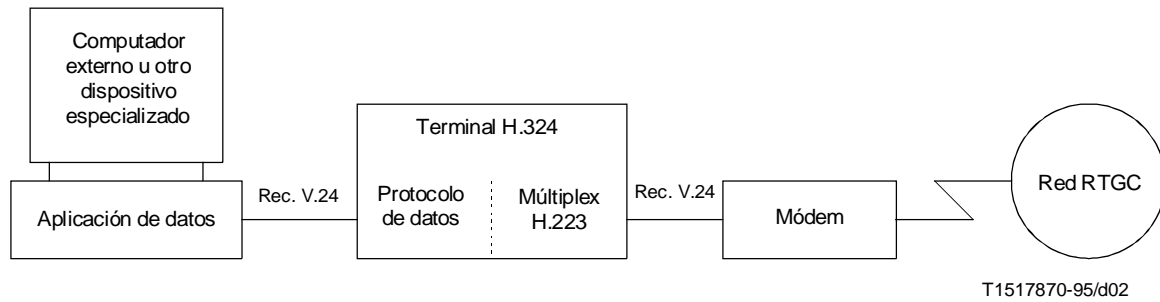 Computador
externo u otro
dispositivo
especializado
Aplicación de datos
Rec. V.24
Terminal H.324
Protocolo
de datos
Múltiplex
H.223
Rec. V.24
Módem
Red RTGC
T1517870-95/d02